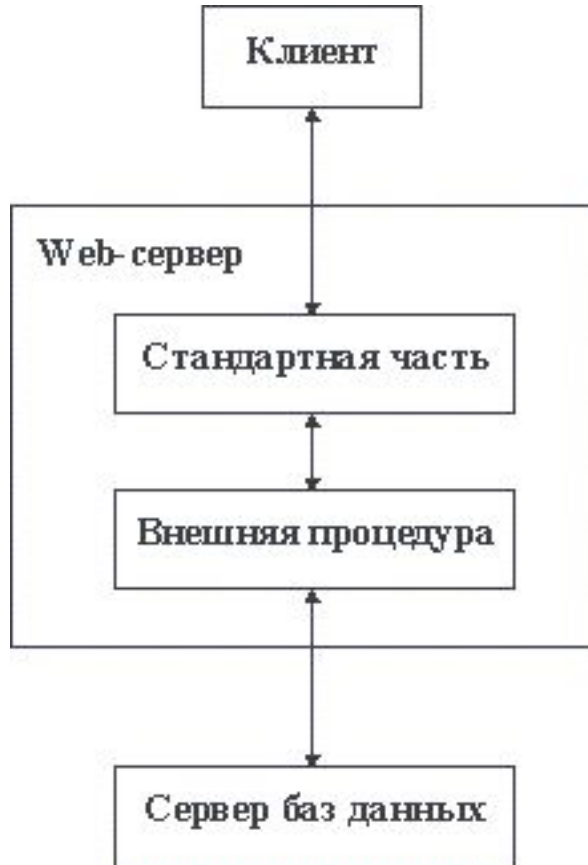 Клиент
Web-сервер
Стандартная часть
Внешняя процедура
Сервер баз данных